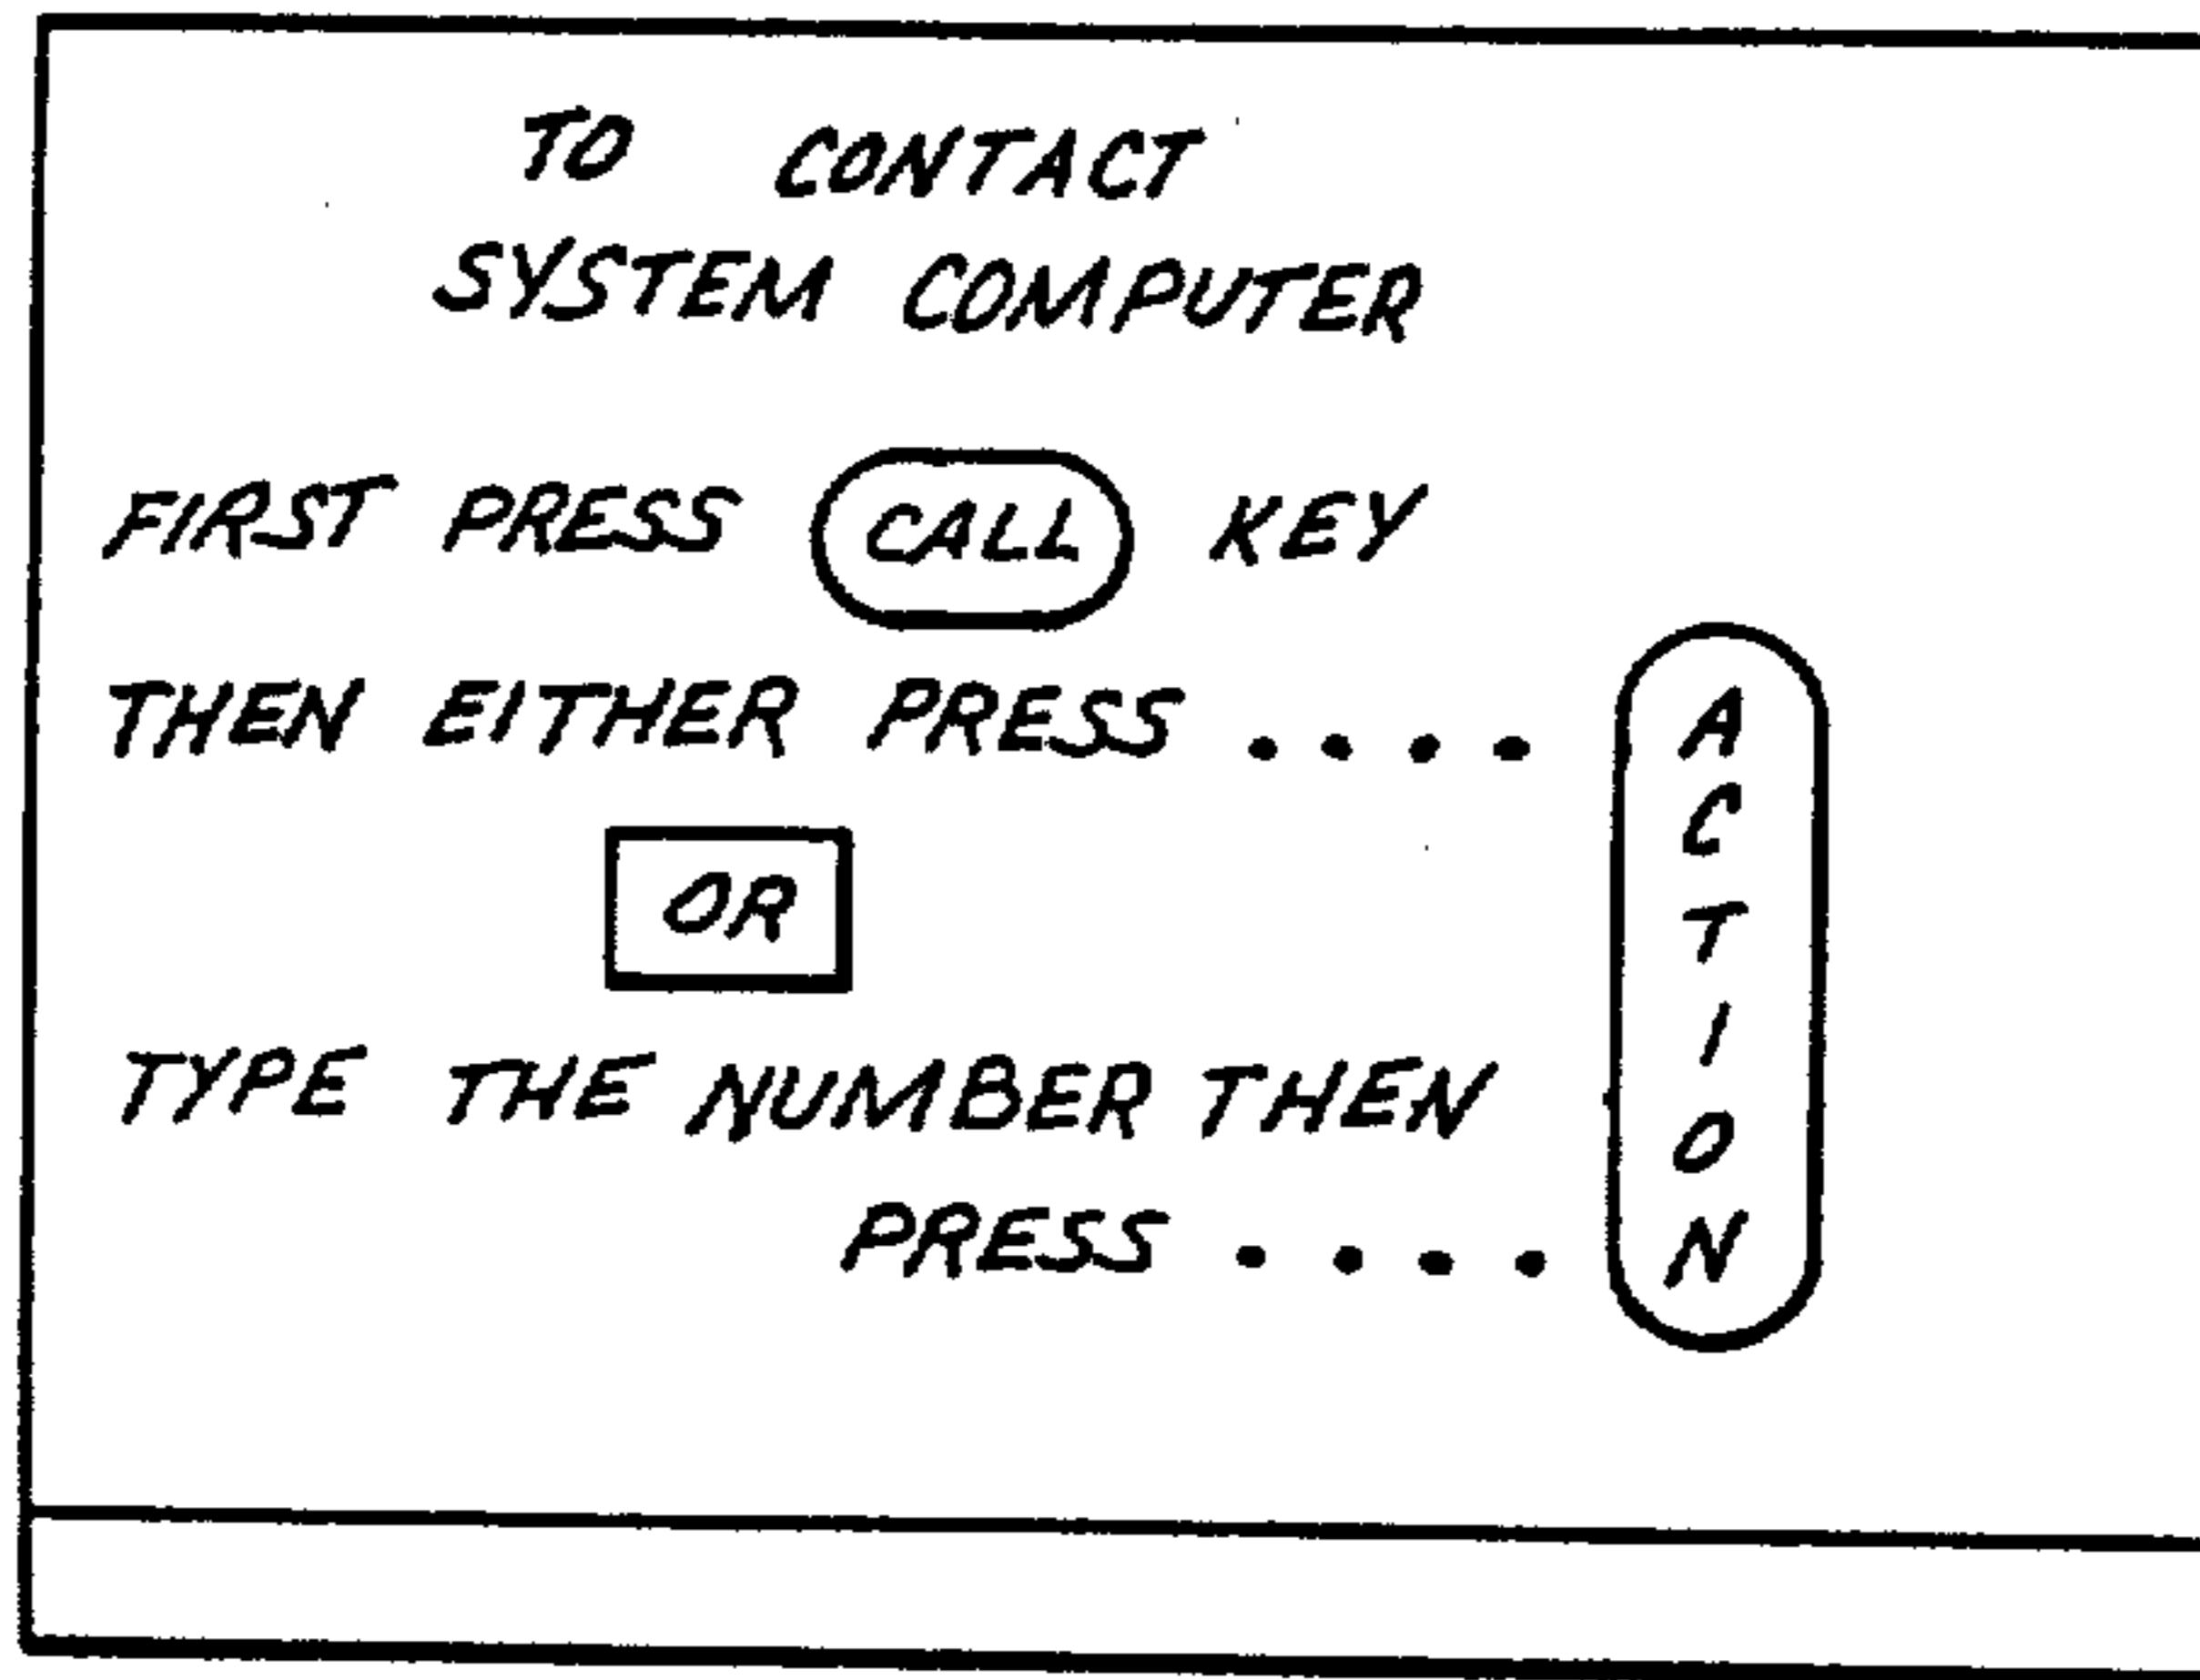 TO CONTACT
SYSTEM COMPUTER
FIRST PRESS CALL KEY
THEN EITHER PRESS ....
OR
TYPE THE NUMBER THEN
PRESS ....
ACTION